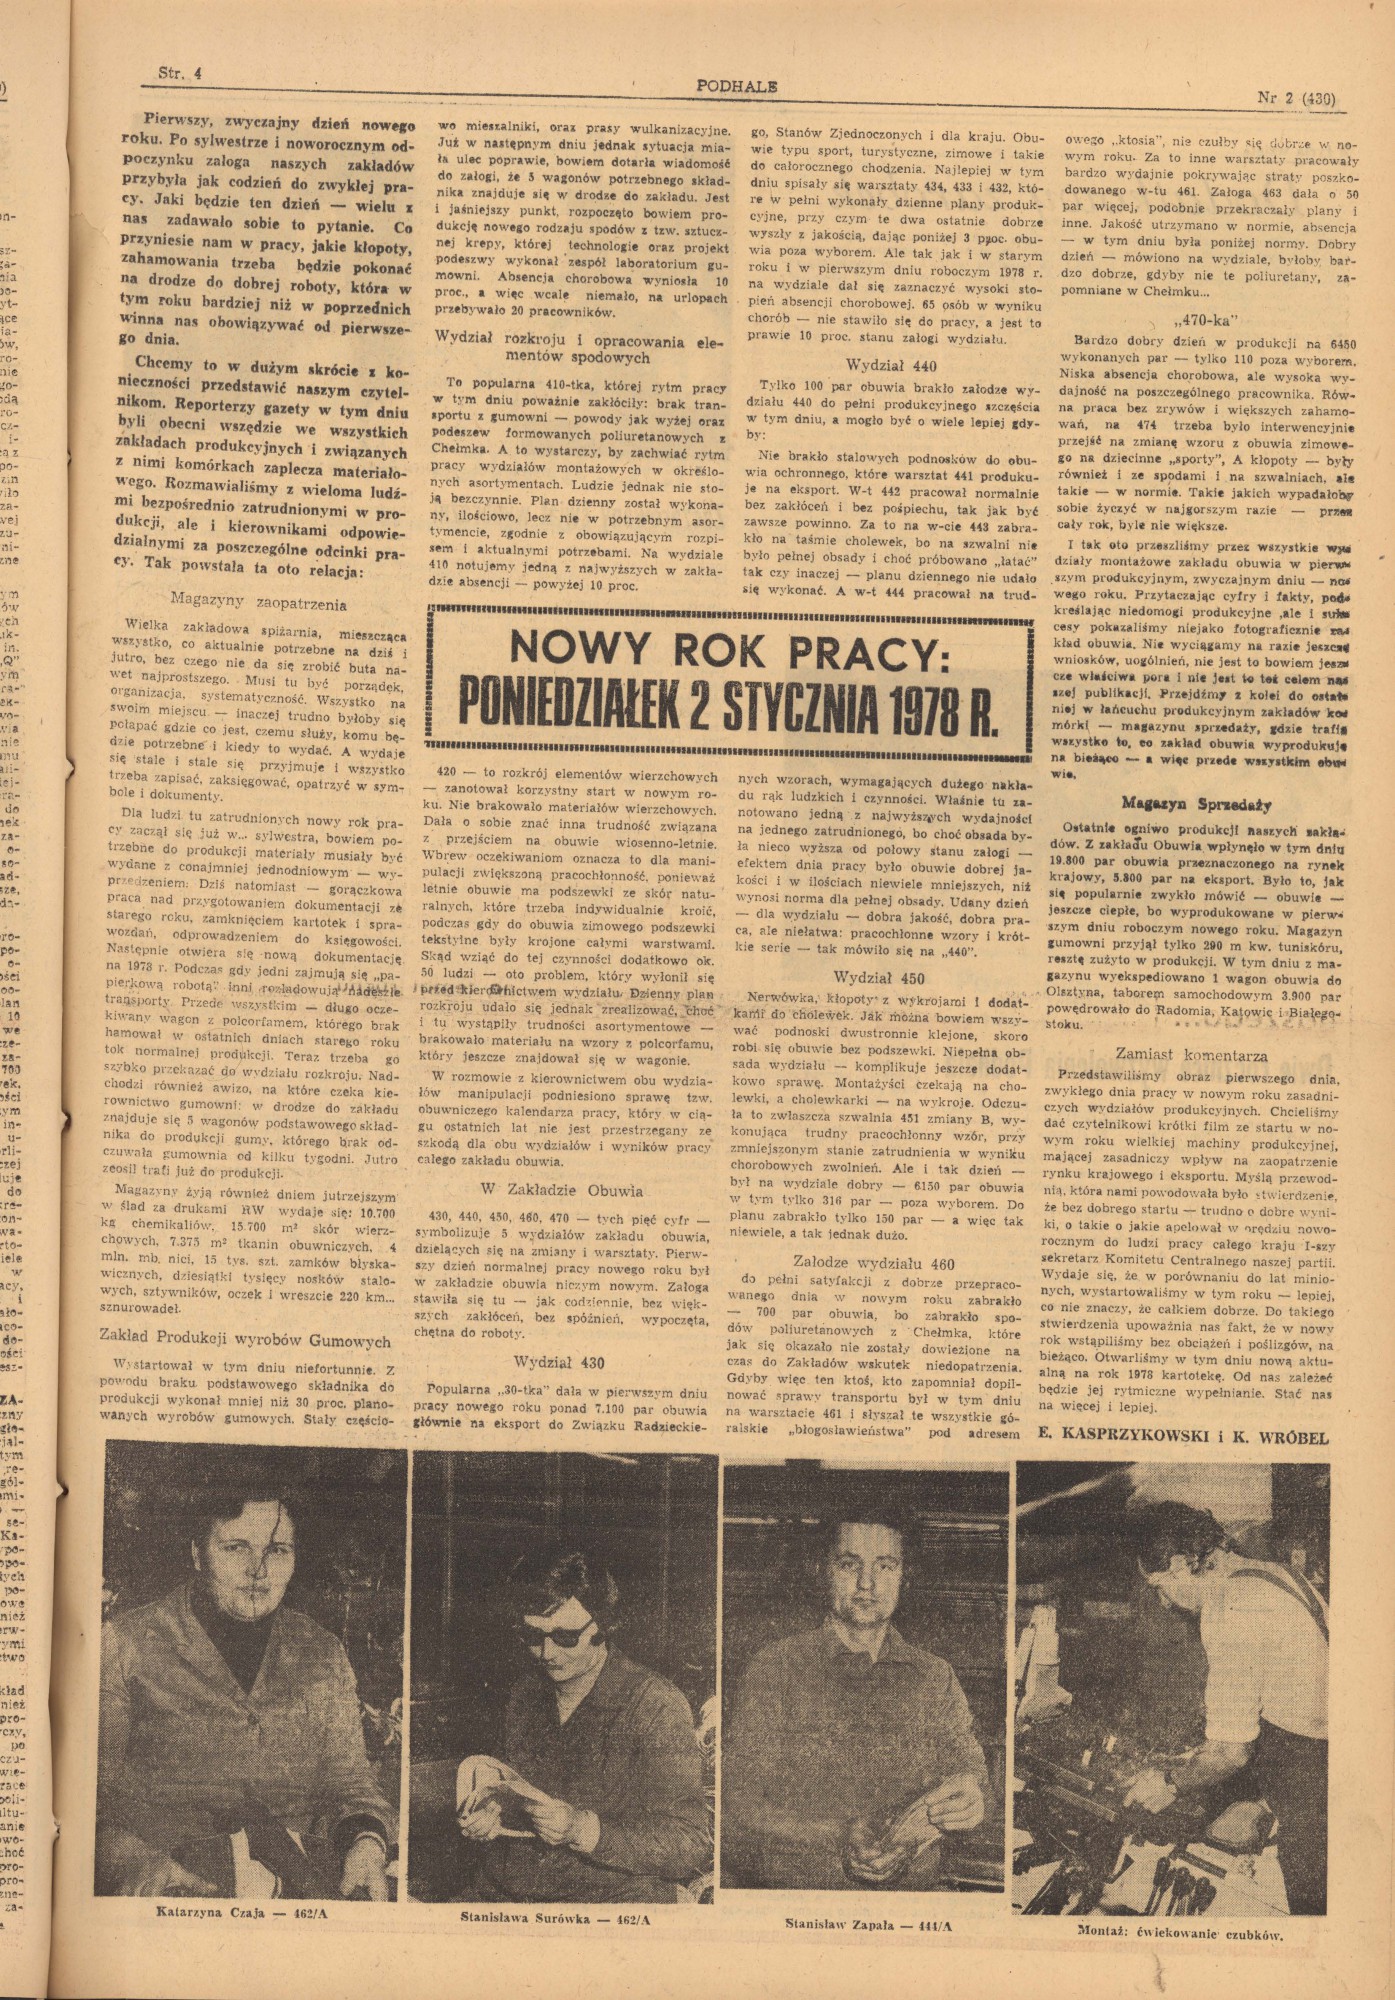 Str. 4
PODHALE
Nr 2 (430)
Pierwszy, zwyczajny dzień nowego
roku. Po sylwestrze i noworocznym od-
poczynku załoga naszych zakładów
przybyła jak codzień do zwykłej pra-
cy. Jaki będzie ten dzień — wielu z
nas zadawało sobie to pytanie. Co
przyniesie nam w pracy, jakie kłopoty,
zahamowania trzeba będzie pokonać
na drodze do dobrej roboty, która w
tym roku bardziej niż w poprzednich
winna nas obowiązywać od pierwsze-
go dnia.
Chcemy to w dużym skrócie z ko-
nieczności przedstawić naszym czytel-
nikom. Reporterzy gazety w tym dniu
byli obecni wszędzie we wszystkich
zakładach produkcyjnych i związanych
z nimi komórkach zaplecza materiało-
wego. Rozmawialiśmy z wieloma ludź-
mi bezpośrednio zatrudnionymi w pro-
dukcji, ale i kierownikami odpowie-
dzialnymi za poszczególne odcinki pra-
cy. Tak powstała ta oto relacja:
Magazyny zaopatrzenia
Wielka zakładowa spiżarnia, mieszcząca
wszystko, co aktualnie potrzebne na dziś i
jutro, bez czego nie da się zrobić buta na-
wet najprostszego. Musi tu być porządek,
organizacja, systematyczność. Wszystko na
swoim miejscu — inaczej trudno byłoby się
połapać gdzie co jest, czemu służy, komu bę-
dzie potrzebne i kiedy to wydać. A wydaje
się stale i stale się przyjmuje i wszystko
trzeba zapisać, zaksięgować, opatrzyć w sym-
bole i dokumenty.
Dla ludzi tu zatrudnionych nowy rok pra-
cy zaczął się już w... sylwestra, bowiem po-
trzebne do produkcji materiały musiały być
wydane z conajmniej jednodniowym — wy-
przedzeniem. Dziś natomiast — gorączkowa
praca nad przygotowaniem dokumentacji ze
starego roku, zamknięciem kartotek i spra-
wozdań, odprowadzeniem do księgowości.
Następnie otwiera się nową dokumentację
na 1978 r. Podczas gdy jedni zajmują się „pa-
pierkową robotą” inni rozładowują nadeszłe
transporty. Przede wszystkim — długo ocze-
kiwany wagon z polcorfamem, którego brak
hamował w ostatnich dniach starego roku
tok normalnej produkcji. Teraz trzeba go
szybko przekazać do wydziału rozkroju. Nad-
chodzi również awizo, na które czeka kie-
rownictwo gumowni: w drodze do zakładu
znajduje się 5 wagonów podstawowego skład-
nika do produkcji gumy, którego brak od-
czuwała gumownia od kilku tygodni. Jutro
zeosil trafi już do produkcji.
Magazyny żyją również dniem jutrzejszym
w ślad za drukami RW wydaje się: 10.700
kg chemikaliów, 15.700 m² skór wierz-
chowych, 7.375 m² tkanin obuwniczych, 4
mln. mb. nici, 15 tys. szt. zamków błyska-
wicznych, dziesiątki tysięcy nosków stalo-
wych, sztywników, oczek i wreszcie 220 km...
sznurowadeł.
Zakład Produkcji wyrobów Gumowych
Wystartował w tym dniu niefortunnie. Z
powodu braku podstawowego składnika do
produkcji wykonał mniej niż 30 proc. plano-
wanych wyrobów gumowych. Stały częścio-
wo mieszalniki, oraz prasy wulkanizacyjne.
Już w następnym dniu jednak sytuacja mia-
ła ulec poprawie, bowiem dotarła wiadomość
do załogi, że 5 wagonów potrzebnego skład-
nika znajduje się w drodze do zakładu. Jest
i jaśniejszy punkt, rozpoczęto bowiem pro-
dukcję nowego rodzaju spodów z tzw. sztucz-
nej krepy, której technologie oraz projekt
podeszwy wykonał zespół laboratorium gu-
mowni. Absencja chorobowa wyniosła 10
proc., a więc wcale niemało, na urlopach
przebywało 20 pracowników.
Wydział rozkroju i opracowania ele-
mentów spodowych
To popularna 410-tka, której rytm pracy
w tym dniu poważnie zakłóciły: brak tran-
sportu z gumowni — powody jak wyżej oraz
podeszew formowanych poliuretanowych z
Chełmka. A to wystarczy, by zachwiać rytm
pracy wydziałów montażowych w określo-
nych asortymentach. Ludzie jednak nie sto-
ją bezczynnie. Plan dzienny został wykona-
ny, ilościowo, lecz nie w potrzebnym asor-
tymencie, zgodnie z obowiązującym rozpi-
sem i aktualnymi potrzebami. Na wydziale
410 notujemy jedną z najwyższych w zakła-
dzie absencji — powyżej 10 proc.
NOWY ROK PRACY:
PONIEDZIAŁEK 2 STYCZNIA 1978 R.
420 — to rozkrój elementów wierzchowych
— zanotował korzystny start w nowym ro-
ku. Nie brakowało materiałów wierzchowych.
Dała o sobie znać inna trudność związana
z przejściem na obuwie wiosenno-letnie.
Wbrew oczekiwaniom oznacza to dla mani-
pulacji zwiększoną pracochłonność, ponieważ
letnie obuwie ma podszewki ze skór natu-
ralnych, które trzeba indywidualnie kroić,
podczas gdy do obuwia zimowego podszewki
tekstylne były krojone całymi warstwami.
Skąd wziąć do tej czynności dodatkowo ok.
50 ludzi — oto problem, który wyłonił się
przed kierownictwem wydziału. Dzienny plan
rozkroju udało się jednak zrealizować, choć
i tu wystąpiły trudności asortymentowe —
brakowało materiału na wzory z polcorfamu,
który jeszcze znajdował się w wagonie.
W rozmowie z kierownictwem obu wydzia-
łów manipulacji podniesiono sprawę tzw.
obuwniczego kalendarza pracy, który w cią-
gu ostatnich lat nie jest przestrzegany ze
szkodą dla obu wydziałów i wyników pracy
całego zakładu obuwia.
W Zakładzie Obuwia
430, 440, 450, 460, 470 — tych pięć cyfr —
symbolizuje 5 wydziałów zakładu obuwia,
dzielących się na zmiany i warsztaty. Pierw-
szy dzień normalnej pracy nowego roku był
w zakładzie obuwia niczym nowym. Załoga
stawiła się tu — jak codziennie, bez więk-
szych zakłóceń, bez spóźnień, wypoczęta,
chętna do roboty.
Wydział 430
Popularna „30-tka” dała w pierwszym dniu
pracy nowego roku ponad 7.100 par obuwia
głównie na eksport do Związku Radzieckie-
go, Stanów Zjednoczonych i dla kraju. Obu-
wie typu sport, turystyczne, zimowe i takie
do całorocznego chodzenia. Najlepiej w tym
dniu spisały się warsztaty 434, 433 i 432, któ-
re w pełni wykonały dzienne plany produk-
cyjne, przy czym te dwa ostatnie dobrze
wyszły z jakością, dając poniżej 3 proc. obu-
wia poza wyborem. Ale tak jak i w starym
roku i w pierwszym dniu roboczym 1978 r.
na wydziale dał się zaznaczyć wysoki sto-
pień absencji chorobowej. 65 osób w wyniku
chorób — nie stawiło się do pracy, a jest to
prawie 10 proc. stanu załogi wydziału.
Wydział 440
Tylko 100 par obuwia brakło załodze wy-
działu 440 do pełni produkcyjnego szczęścia
w tym dniu, a mogło być o wiele lepiej gdy-
by:
Nie brakło stalowych podnosków do obu-
wia ochronnego, które warsztat 441 produku-
je na eksport. W-t 442 pracował normalnie
bez zakłóceń i bez pośpiechu, tak jak być
zawsze powinno. Za to na w-cie 443 zabra-
kło na taśmie cholewek, bo na szwalni nie
było pełnej obsady i choć próbowano „łatać”
tak czy inaczej — planu dziennego nie udało
się wykonać. A w-t 444 pracował na trud-
nych wzorach, wymagających dużego nakła-
du rąk ludzkich i czynności. Właśnie tu za-
notowano jedną z najwyższych wydajności
na jednego zatrudnionego, bo choć obsada by-
ła nieco wyższa od połowy stanu załogi —
efektem dnia pracy było obuwie dobrej ja-
kości i w ilościach niewiele mniejszych, niż
wynosi norma dla pełnej obsady. Udany dzień
— dla wydziału — dobra jakość, dobra pra-
ca, ale niełatwa: pracochłonne wzory i krót-
kie serie — tak mówiło się na „440”.
Wydział 450
Nerwówka, kłopoty z wykrojami i dodat-
kami do cholewek. Jak można bowiem wszy-
wać podnoski dwustronnie klejone, skoro
robi się obuwie bez podszewki. Niepełna ob-
sada wydziału — komplikuje jeszcze dodat-
kowo sprawę. Montażyści czekają na cho-
lewki, a cholewkarki — na wykroje. Odczu-
ła to zwłaszcza szwalnia 451 zmiany B, wy-
konująca trudny pracochłonny wzór, przy
zmniejszonym stanie zatrudnienia w wyniku
chorobowych zwolnień. Ale i tak dzień —
był na wydziale dobry — 6150 par obuwia
w tym tylko 316 par — poza wyborem. Do
planu zabrakło tylko 150 par — a więc tak
niewiele, a tak jednak dużo.
Załodze wydziału 460
do pełni satyfakcji z dobrze przepraco-
wanego dnia w nowym roku zabrakło
— 700 par obuwia, bo zabrakło spo-
dów poliuretanowych z Chełmka, które
jak się okazało nie zostały dowiezione na
czas do Zakładów wskutek niedopatrzenia.
Gdyby więc ten ktoś, kto zapomniał dopil-
nować sprawy transportu był w tym dniu
na warsztacie 461 i słyszał te wszystkie gó-
ralskie „błogosławieństwa” pod adresem
owego „ktosia”, nie czułby się dobrze w no-
wym roku. Za to inne warsztaty pracowały
bardzo wydajnie pokrywając straty poszko-
dowanego w-tu 461. Załoga 463 dała o 50
par więcej, podobnie przekraczały plany i
inne. Jakość utrzymano w normie, absencja
— w tym dniu była poniżej normy. Dobry
dzień — mówiono na wydziale, byłoby bar-
dzo dobrze, gdyby nie te poliuretany, za-
pomniane w Chełmku...
„470-ka”
Bardzo dobry dzień w produkcji na 6450
wykonanych par — tylko 110 poza wyborem.
Niska absencja chorobowa, ale wysoka wy-
dajność na poszczególnego pracownika. Rów-
na praca bez zrywów i większych zahamo-
wań, na 474 trzeba było interwencyjnie
przejść na zmianę wzoru z obuwia zimowe-
go na dziecinne „sporty”, A kłopoty — były
również i ze spodami i na szwalniach, ale
takie — w normie. Takie jakich wypadałoby
sobie życzyć w najgorszym razie — przez
cały rok, byle nie większe.
I tak oto przeszliśmy przez wszystkie wy-
działy montażowe zakładu obuwia w pierw-
szym produkcyjnym, zwyczajnym dniu — no-
wego roku. Przytaczając cyfry i fakty, pod-
kreślając niedomogi produkcyjne ,ale i suk-
cesy pokazaliśmy niejako fotograficznie za-
kład obuwia. Nie wyciągamy na razie jeszcze
wniosków, uogólnień, nie jest to bowiem jesz-
cze właściwa pora i nie jest to też celem na-
szej publikacji. Przejdźmy z kolei do ostat-
niej w łańcuchu produkcyjnym zakładów ko-
mórki — magazynu sprzedaży, gdzie trafia
wszystko to, co zakład obuwia wyprodukuje
na bieżąco — a więc przede wszystkim obu-
wie.
Magazyn Sprzedaży
Ostatnie ogniwo produkcji naszych zakła-
dów. Z zakładu Obuwia wpłynęło w tym dniu
19.800 par obuwia przeznaczonego na rynek
krajowy, 5.800 par na eksport. Było to, jak
się popularnie zwykło mówić — obuwie —
jeszcze ciepłe, bo wyprodukowane w pierw-
szym dniu roboczym nowego roku. Magazyn
gumowni przyjął tylko 290 m kw. tuniskóru,
resztę zużyto w produkcji. W tym dniu z ma-
gazynu wyekspediowano 1 wagon obuwia do
Olsztyna, taborem samochodowym 3.900 par
powędrowało do Radomia, Katowic i Białego-
stoku.
Zamiast komentarza
Przedstawiliśmy obraz pierwszego dnia,
zwykłego dnia pracy w nowym roku zasadni-
czych wydziałów produkcyjnych. Chcieliśmy
dać czytelnikowi krótki film ze startu w no-
wym roku wielkiej machiny produkcyjnej,
mającej zasadniczy wpływ na zaopatrzenie
rynku krajowego i eksportu. Myślą przewod-
nią, która nami powodowała było stwierdzenie,
że bez dobrego startu — trudno o dobre wyni-
ki, o takie o jakie apelował w orędziu nowo-
rocznym do ludzi pracy całego kraju I-szy
sekretarz Komitetu Centralnego naszej partii.
Wydaje się, że w porównaniu do lat minio-
nych, wystartowaliśmy w tym roku — lepiej,
co nie znaczy, że całkiem dobrze. Do takiego
stwierdzenia upoważnia nas fakt, że w nowy
rok wstąpiliśmy bez obciążeń i poślizgów, na
bieżąco. Otwarliśmy w tym dniu nową aktu-
alną na rok 1978 kartotekę. Od nas zależeć
będzie jej rytmiczne wypełnianie. Stać nas
na więcej i lepiej.
E. KASPRZYKOWSKI i K. WRÓBEL
Katarzyna Czaja — 462/A
Stanisława Surówka — 462/A
Stanisław Zapała — 444/A
Montaż: ćwiekowanie czubków.